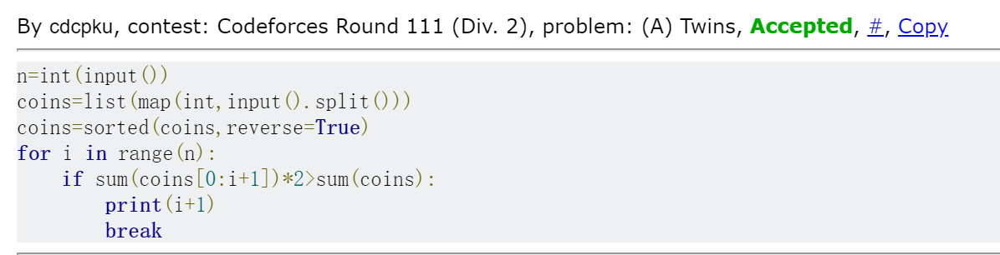 By cdcpku, contest: Codeforces Round 111 (Div. 2), problem: (A) Twins, Accepted, #, Copy
n=int(input())
coins=list(map(int,input().split()))
coins=sorted(coins,reverse=True)
for i in range(n):
    if sum(coins[0:i+1])*2>sum(coins):
        print(i+1)
        break